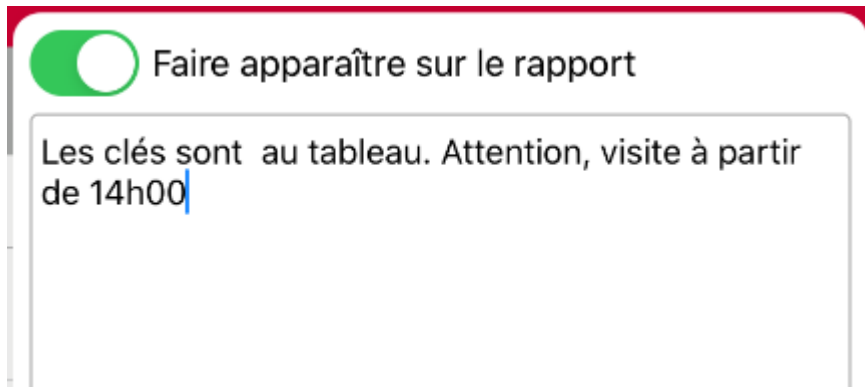 Faire apparaître sur le rapport
Les clés sont  au tableau. Attention, visite à partir
de 14h00